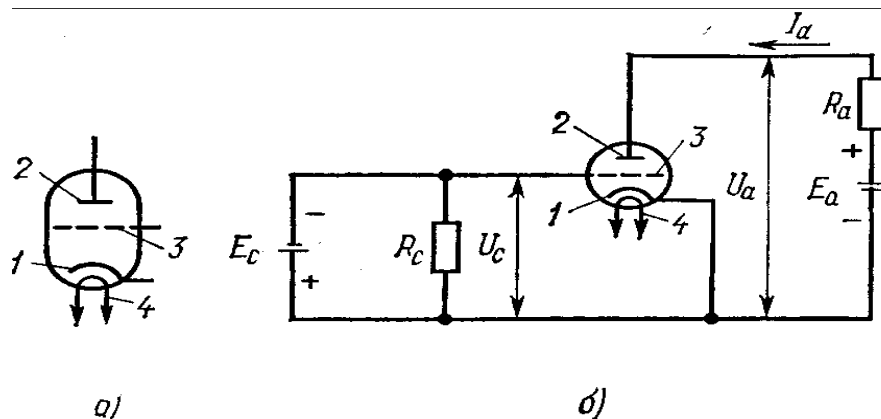 I_a
R_a
2
3
2
+
3
−
U_a
E_a
1
1
E_c
R_c
U_c
4
−
+
4
а)
б)